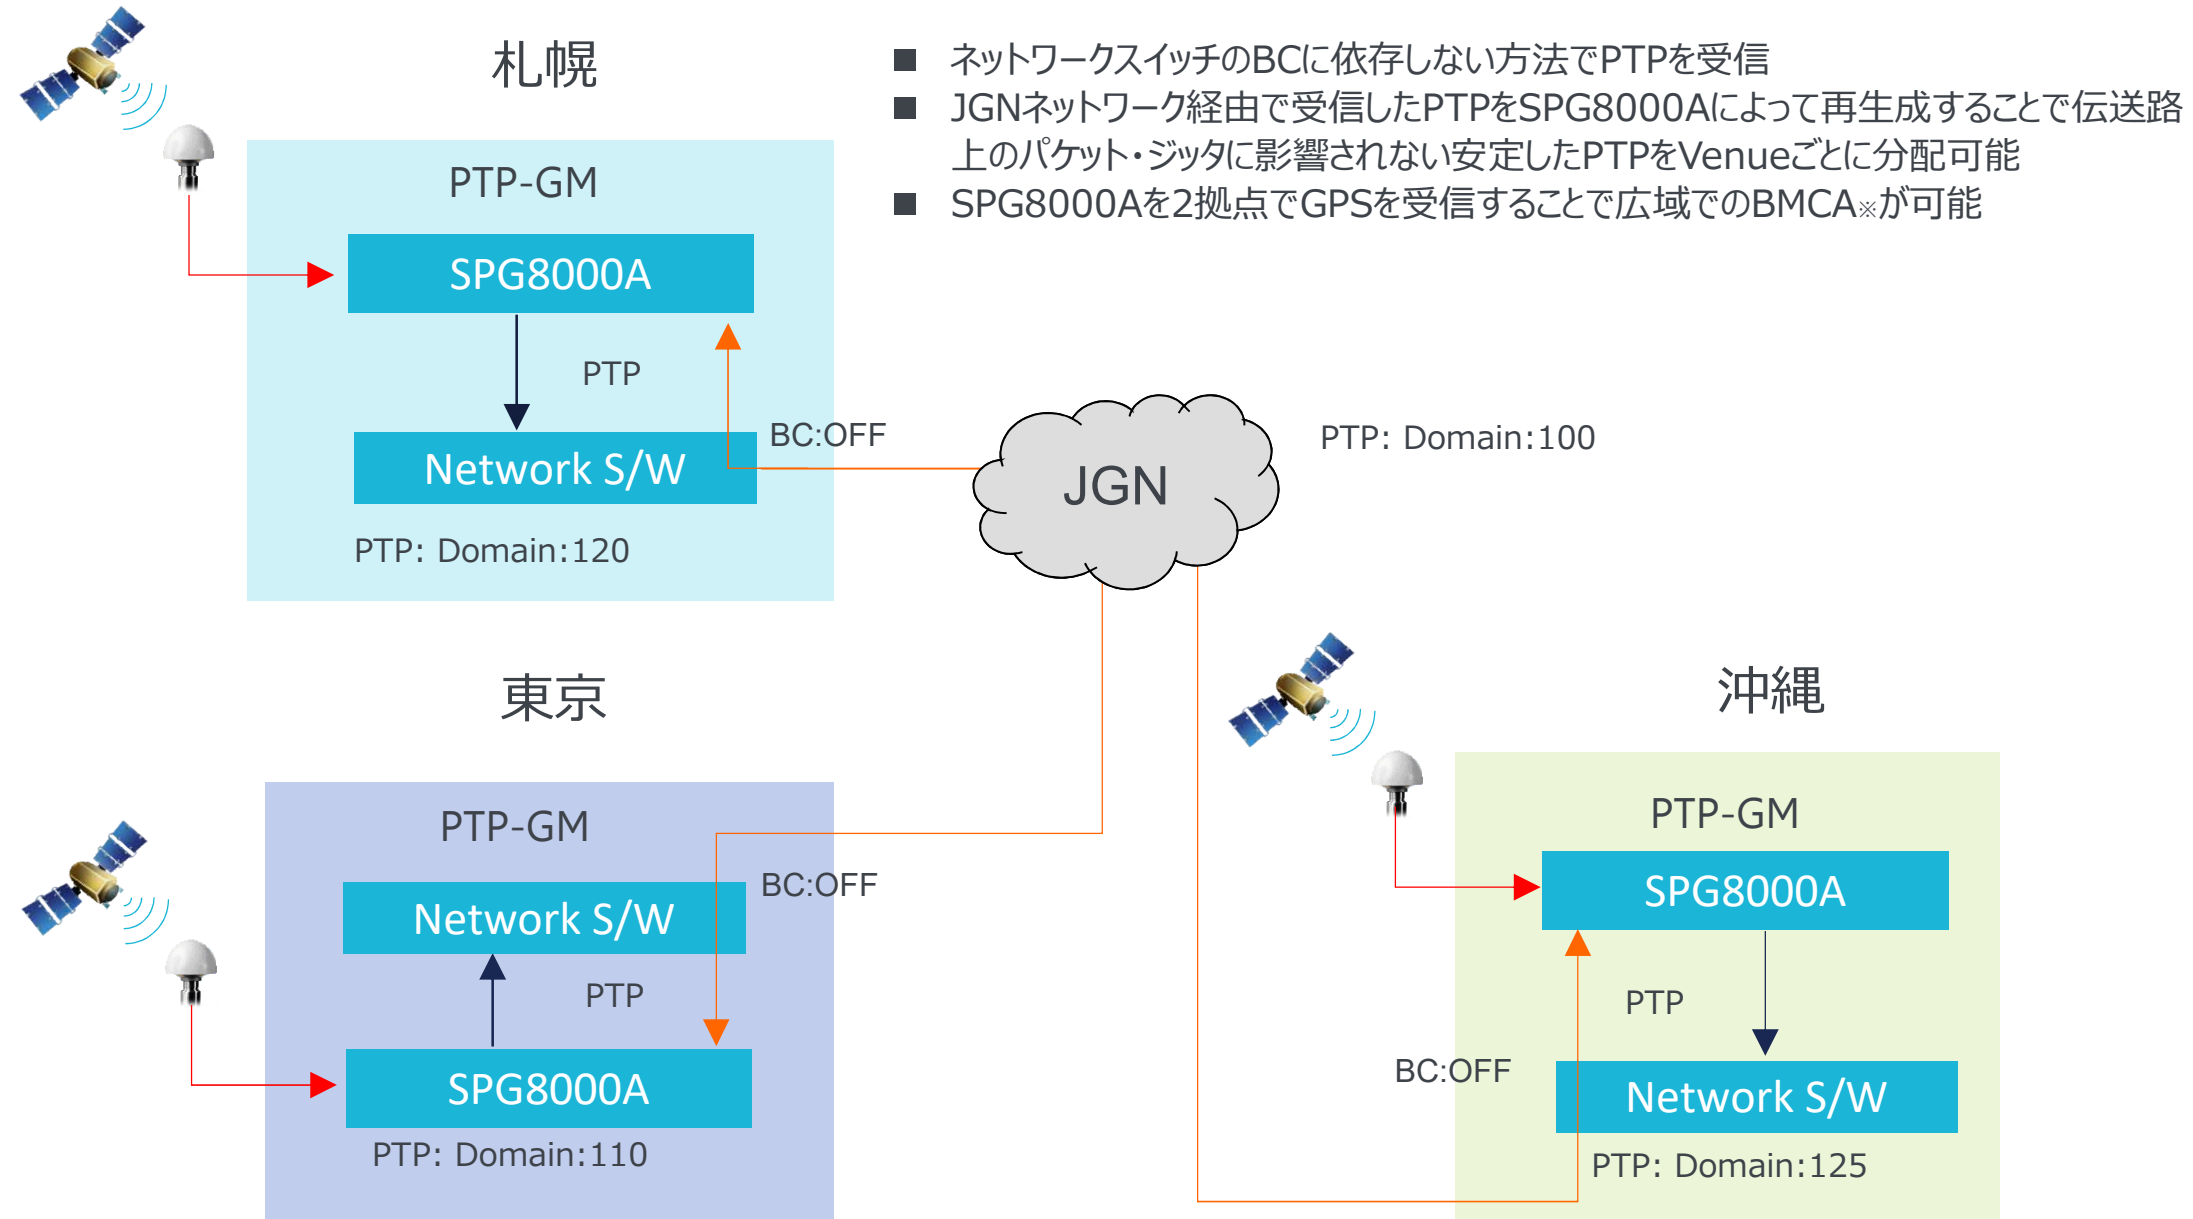 札幌
■ ネットワークスイッチのBCに依存しない方法でPTPを受信
■ JGNネットワーク経由で受信したPTPをSPG8000Aによって再生成することで伝送路
上のパケット・ジッタに影響されない安定したPTPをVenueごとに分配可能
■ SPG8000Aを2拠点でGPSを受信することで広域でのBMCA※が可能
PTP-GM
SPG8000A
PTP
BC:OFF
Network S/W
PTP: Domain:120
JGN
PTP: Domain:100
東京
PTP-GM
BC:OFF
Network S/W
PTP
SPG8000A
PTP: Domain:110
沖縄
PTP-GM
SPG8000A
PTP
BC:OFF
Network S/W
PTP: Domain:125